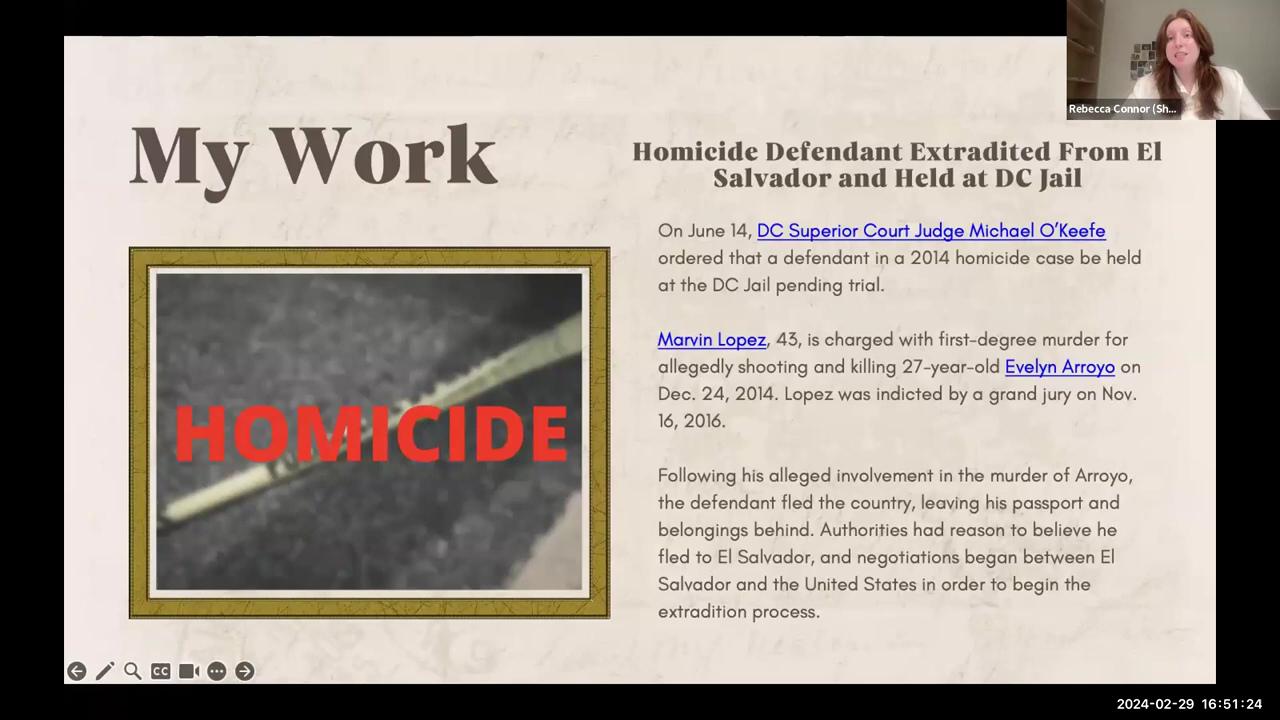 Rebecca Connor (Sh...
My Work
Homicide Defendant Extradited From El
Salvador and Held at DC Jail
On June 14, DC Superior Court Judge Michael O’Keefe
ordered that a defendant in a 2014 homicide case be held
at the DC Jail pending trial.
Marvin Lopez, 43, is charged with first-degree murder for
allegedly shooting and killing 27-year-old Evelyn Arroyo on
Dec. 24, 2014. Lopez was indicted by a grand jury on Nov.
16, 2016.
Following his alleged involvement in the murder of Arroyo,
the defendant fled the country, leaving his passport and
belongings behind. Authorities had reason to believe he
fled to El Salvador, and negotiations began between El
Salvador and the United States in order to begin the
extradition process.
HOMICIDE
CC
2024-02-29 16:51:24